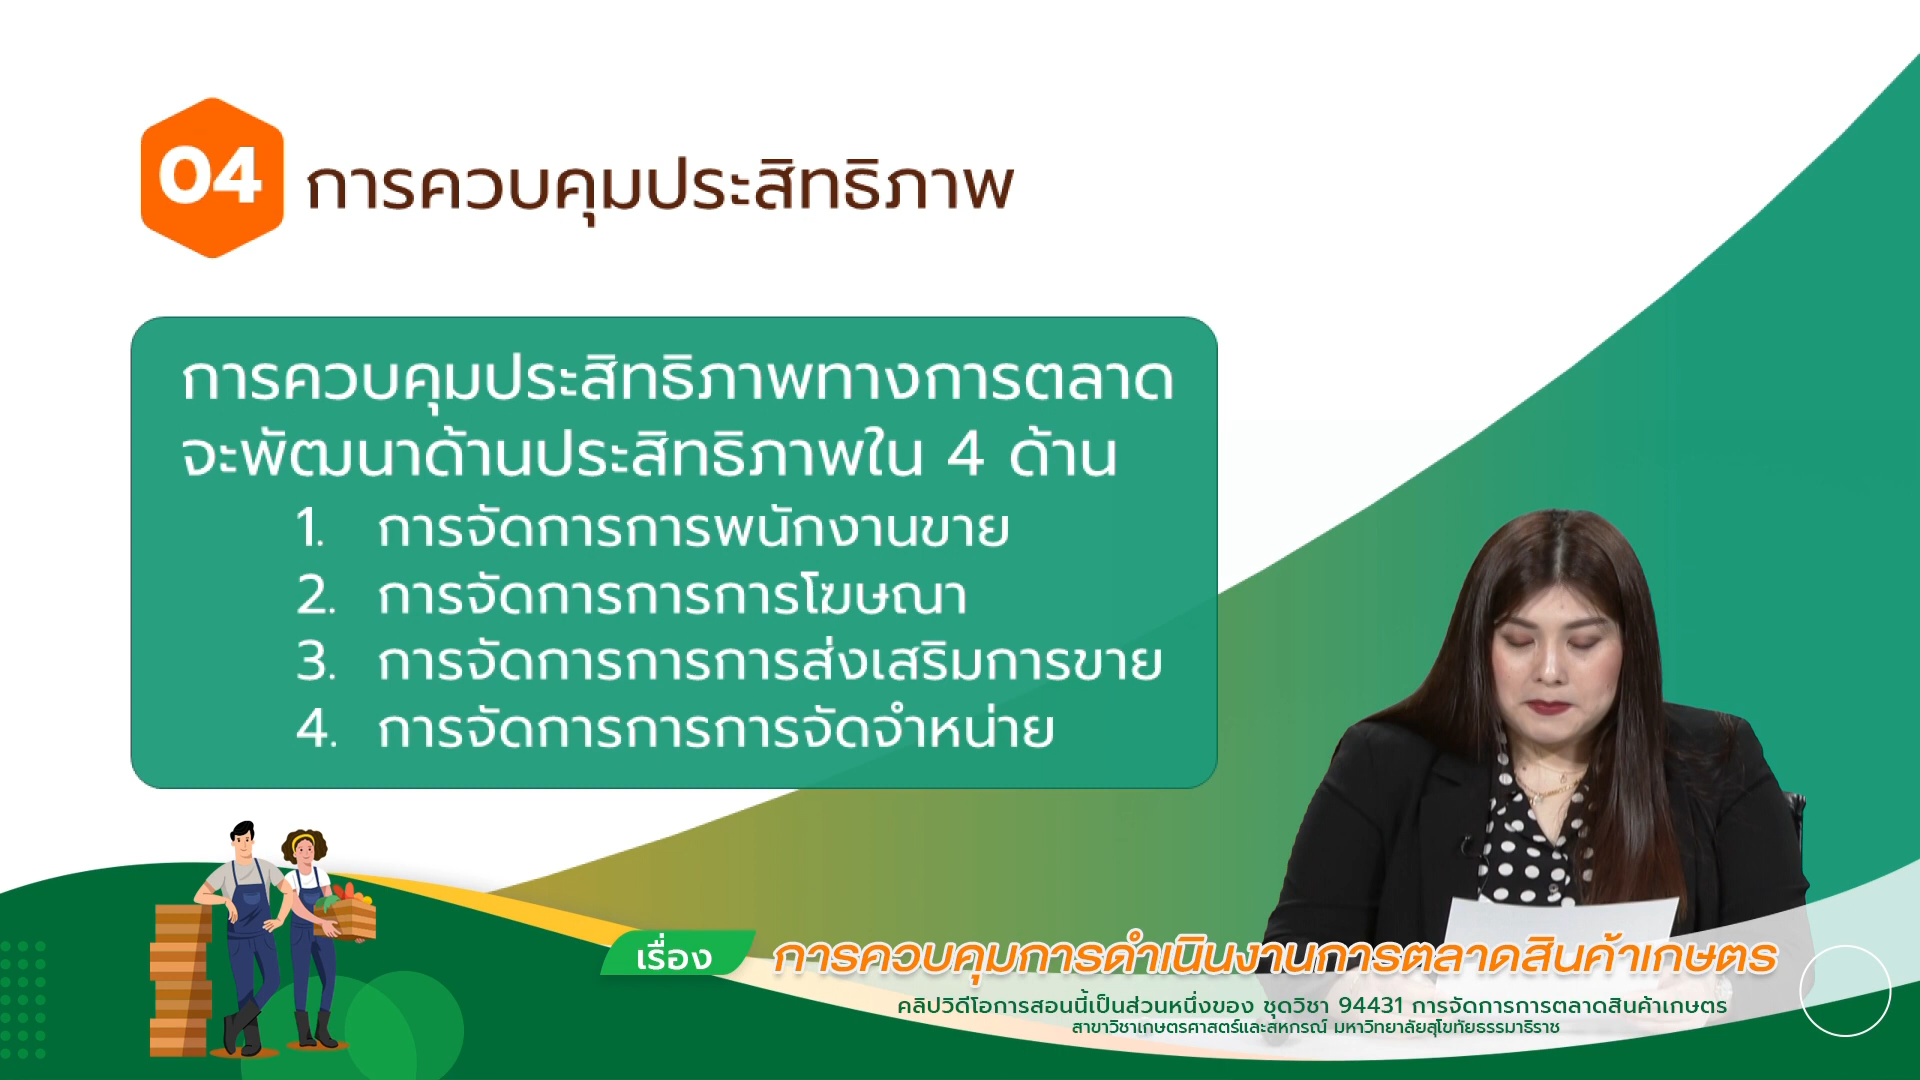 04 การควบคุมประสิทธิภาพ
การควบคุมประสิทธิภาพทางการตลาด
จะพัฒนาด้านประสิทธิภาพใน 4 ด้าน
1. การจัดการการพนักงานขาย
2. การจัดการการการโฆษณา
3. การจัดการการการส่งเสริมการขาย
4. การจัดการการการจัดจำหน่าย
เรื่อง การควบคุมการดำเนินงานการตลาดสินค้าเกษตร
คลิปวิดีโอการสอนนี้เป็นส่วนหนึ่งของ ชุดวิชา 94431 การจัดการการตลาดสินค้าเกษตร
สาขาวิชาเกษตรศาสตร์และสหกรณ์ มหาวิทยาลัยสุโขทัยธรรมาธิราช